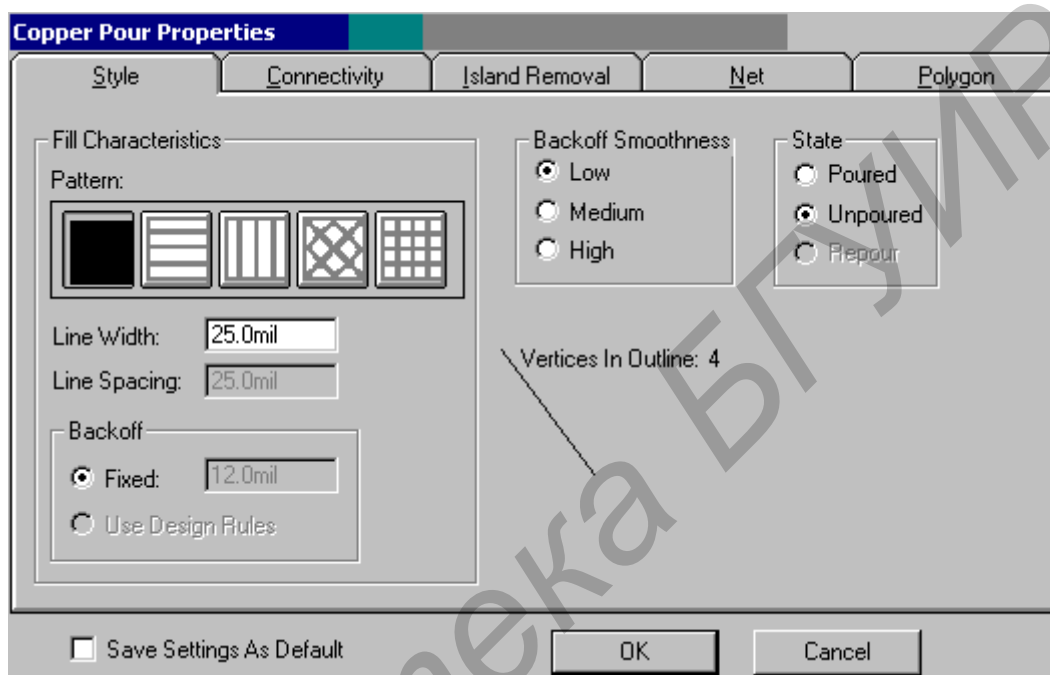 Copper Pour Properties
Style
Connectivity
Island Removal
Net
Polygon
Fill Characteristics
Pattern:
Line Width:
25.0mil
Line Spacing:
25.0mil
Backoff
Fixed:
12.0mil
Use Design Rules
Backoff Smoothness
Low
Medium
High
State
Poured
Unpoured
Repour
Vertices In Outline: 4
Save Settings As Default
OK
Cancel
БГУИР